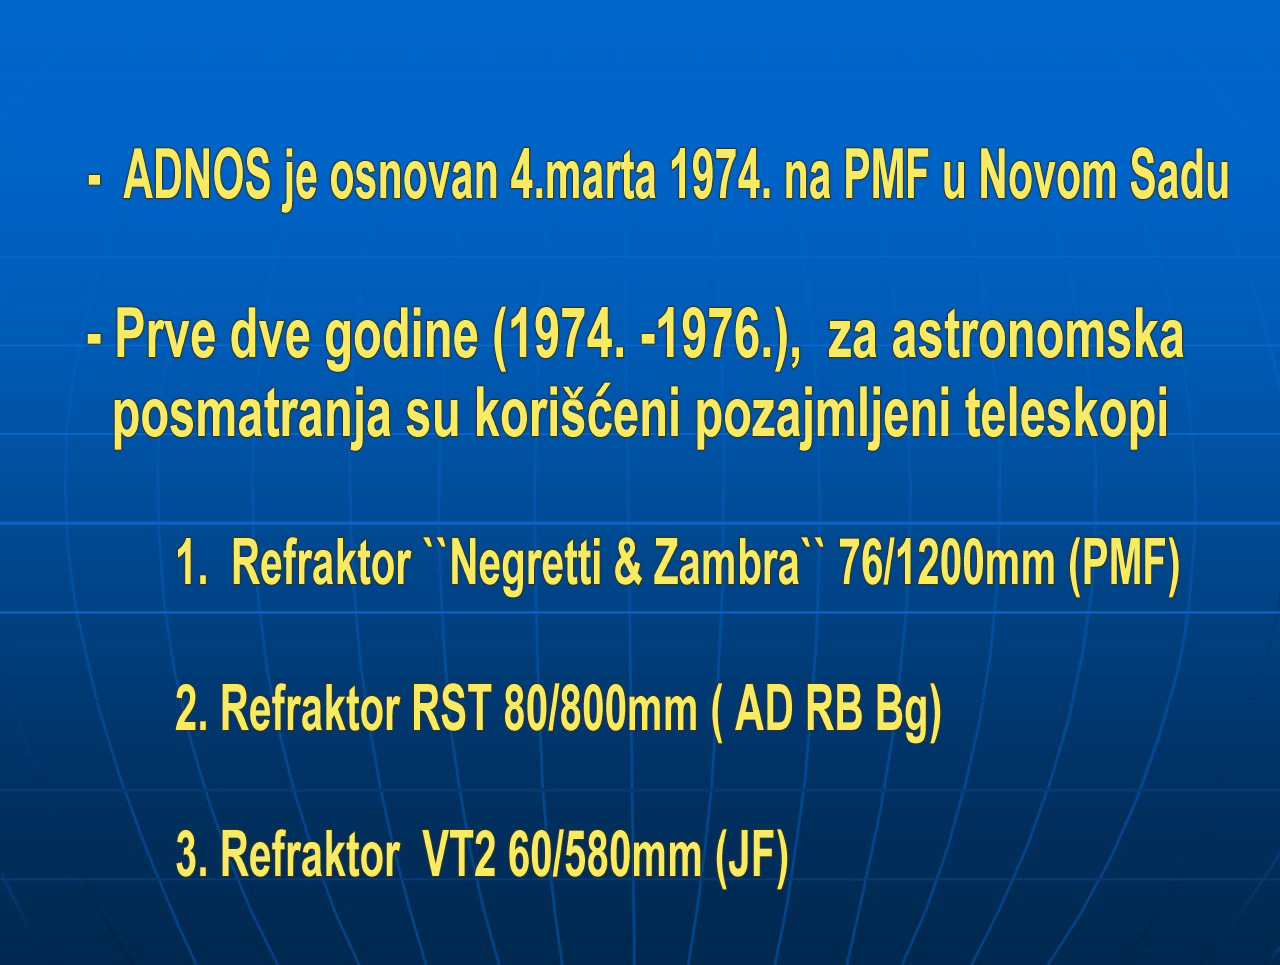 - ADNOS je osnovan 4.marta 1974. na PMF u Novom Sadu
- Prve dve godine (1974. -1976.), za astronomska
posmatranja su korišćeni pozajmljeni teleskopi
1. Refraktor ``Negretti & Zambra`` 76/1200mm (PMF)
2. Refraktor RST 80/800mm ( AD RB Bg)
3. Refraktor VT2 60/580mm (JF)